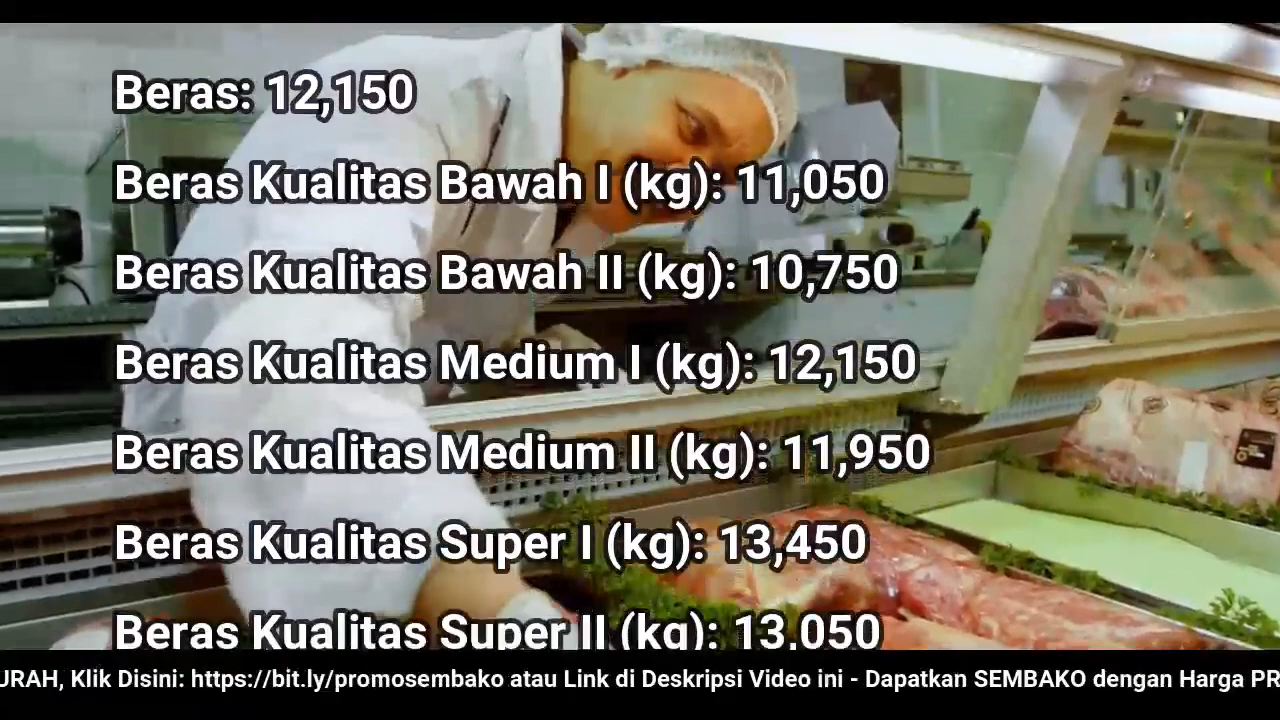 Beras: 12,150
Beras Kualitas Bawah I (kg): 11,050
Beras Kualitas Bawah II (kg): 10,750
Beras Kualitas Medium I (kg): 12,150
Beras Kualitas Medium II (kg): 11,950
Beras Kualitas Super I (kg): 13,450
Beras Kualitas Super II (kg): 13,050
URAH, Klik Disini: https://bit.ly/promosembako atau Link di Deskripsi Video ini - Dapatkan SEMBAKO dengan Harga PR